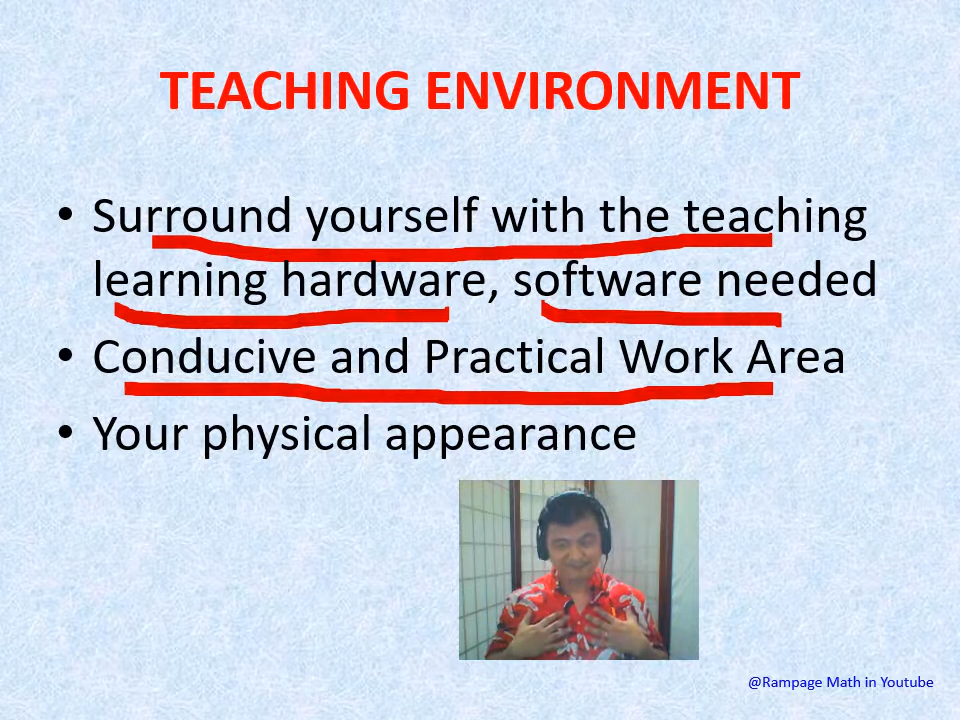 TEACHING ENVIRONMENT
• Surround yourself with the teaching
learning hardware, software needed
• Conducive and Practical Work Area
• Your physical appearance
@Rampage Math in Youtube